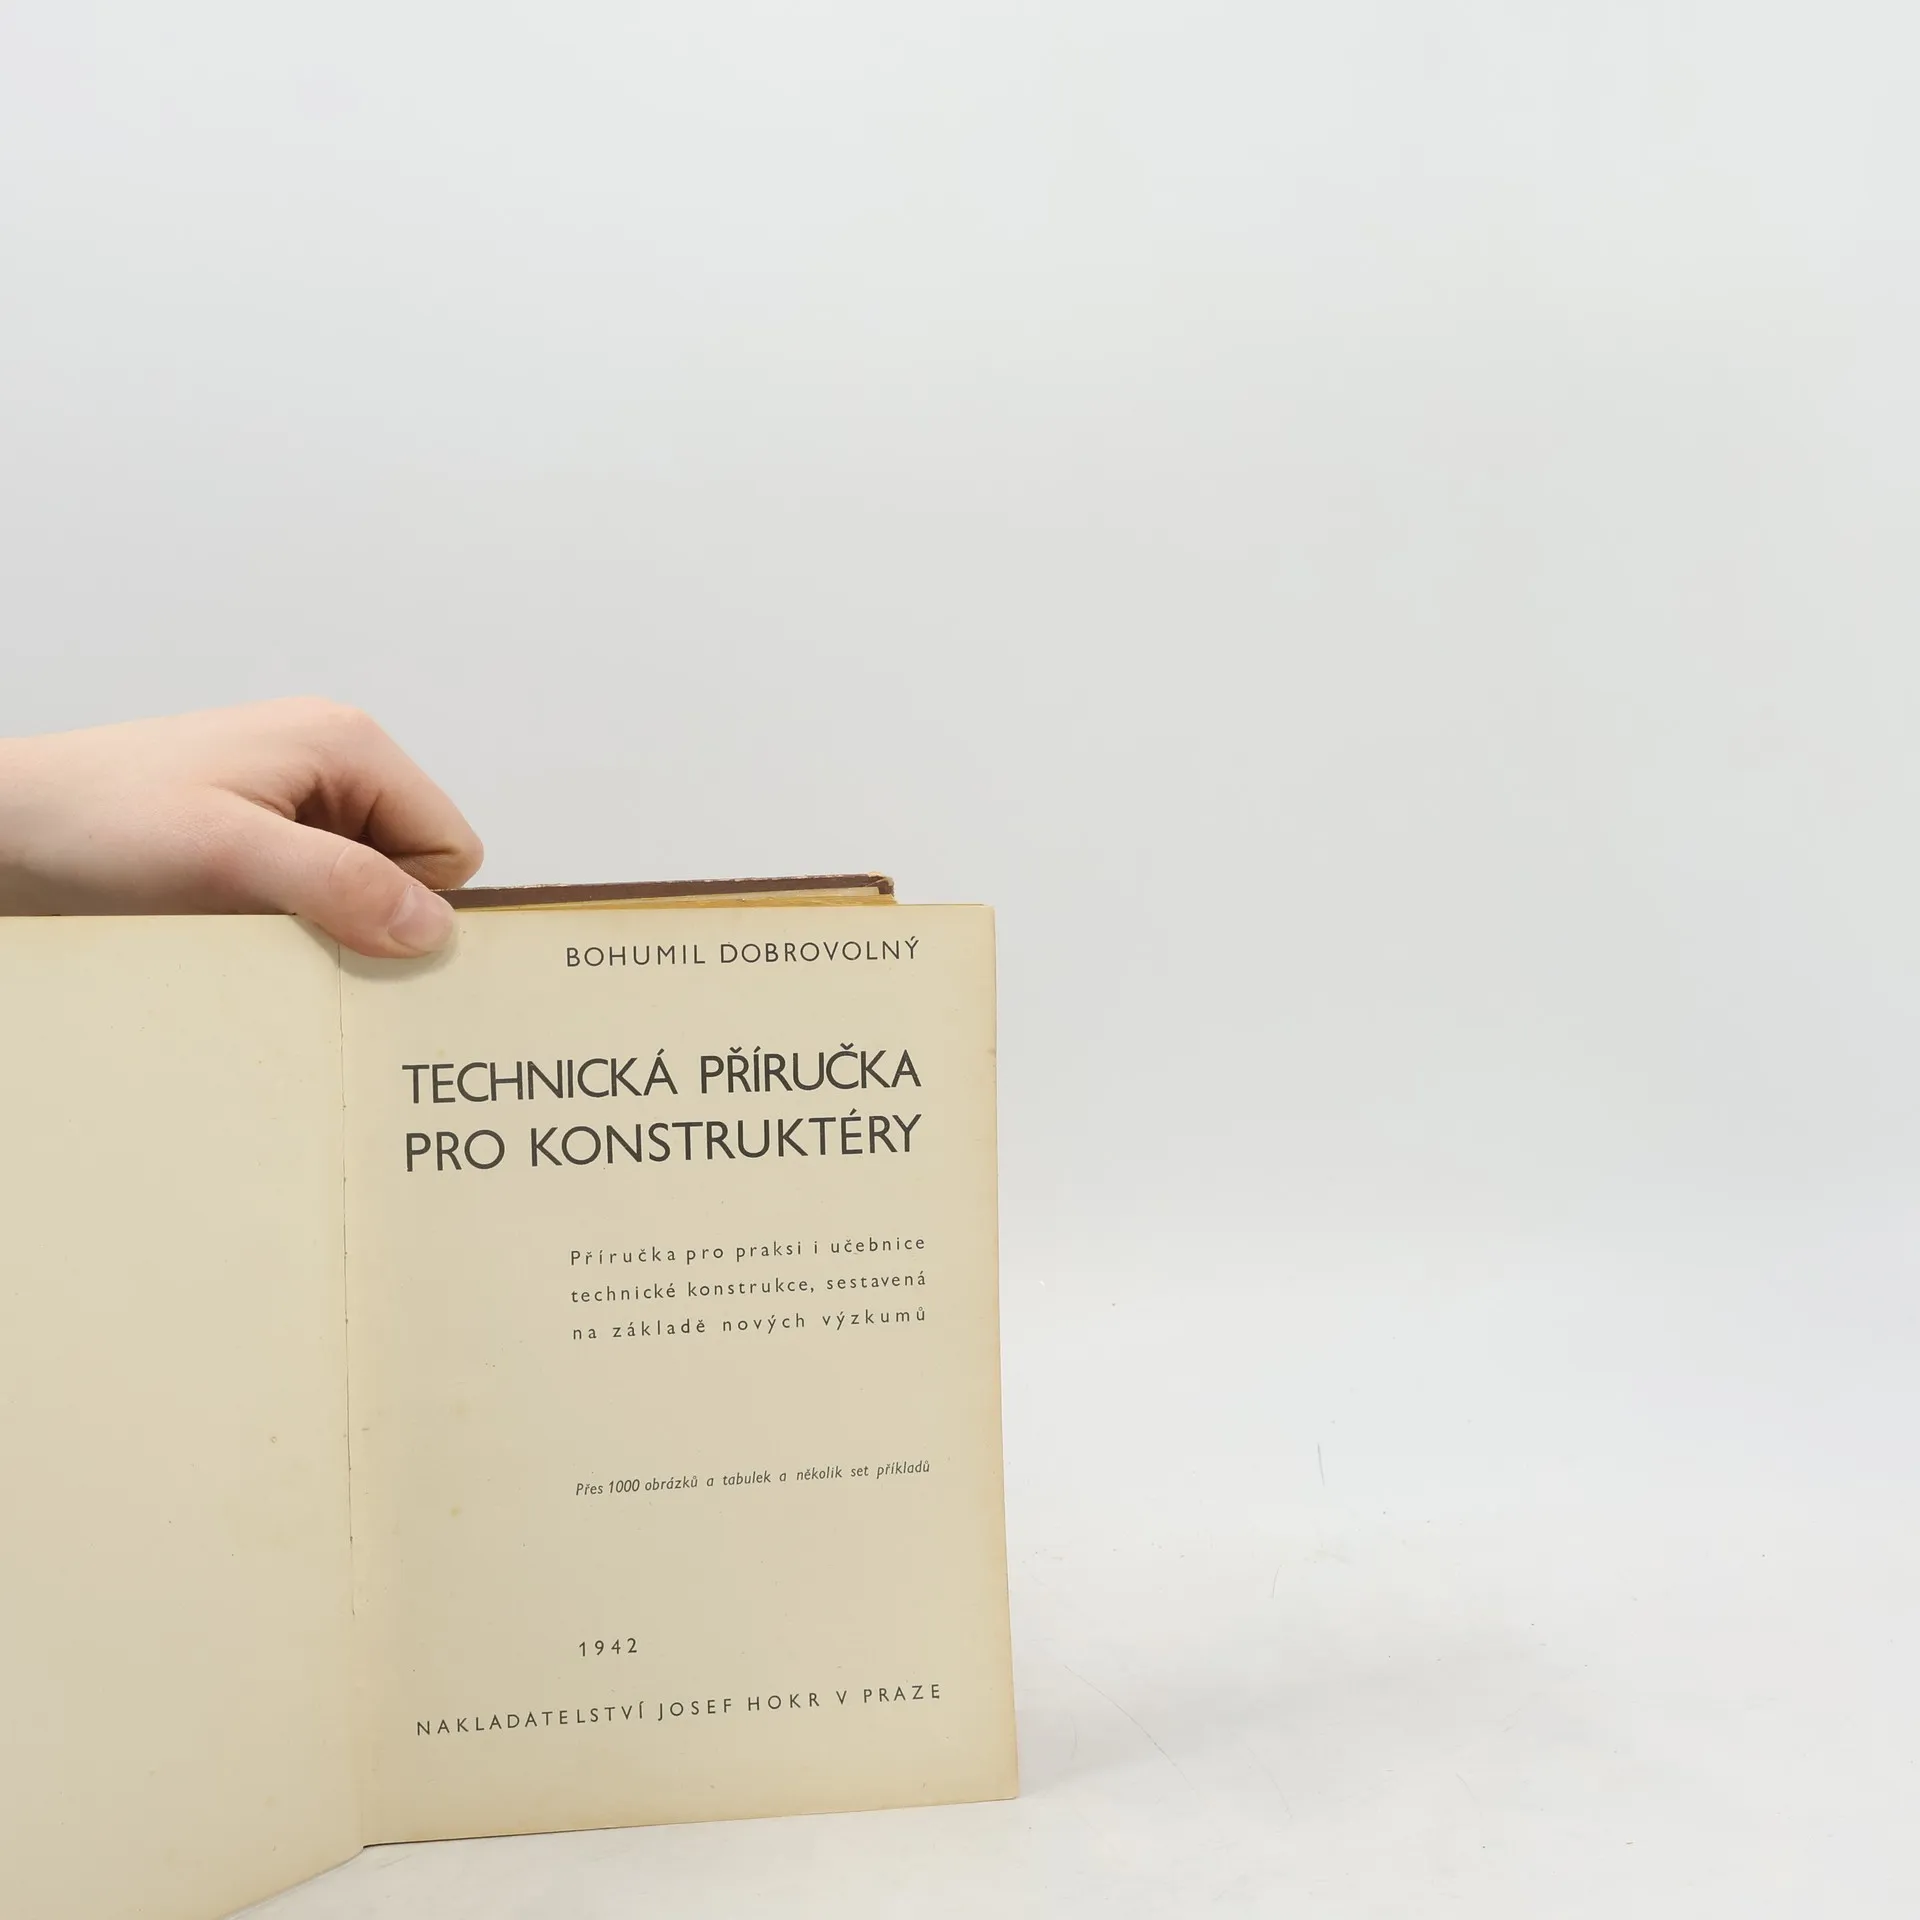 BOHUMIL DOBROVOLNÝ
TECHNICKÁ PŘÍRUČKA
PRO KONSTRUKTÉRY
Příručka pro praksi i učebnice
technické konstrukce, sestavená
na základě nových výzkumů
Přes 1000 obrázků a tabulek a několik set příkladů
1942
NAKLADATELSTVÍ JOSEF HOKR V PRAZE